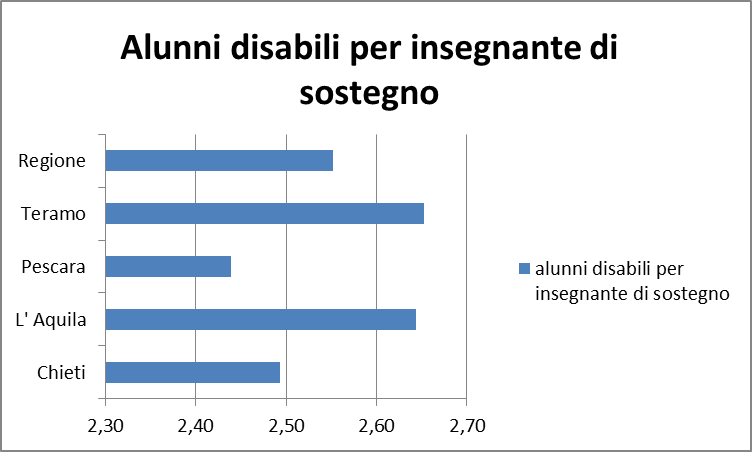 Alunni disabili per insegnante di
sostegno
Regione
Teramo
Pescara
L' Aquila
Chieti
2,30 2,40 2,50 2,60 2,70
alunni disabili per
insegnante di sostegno